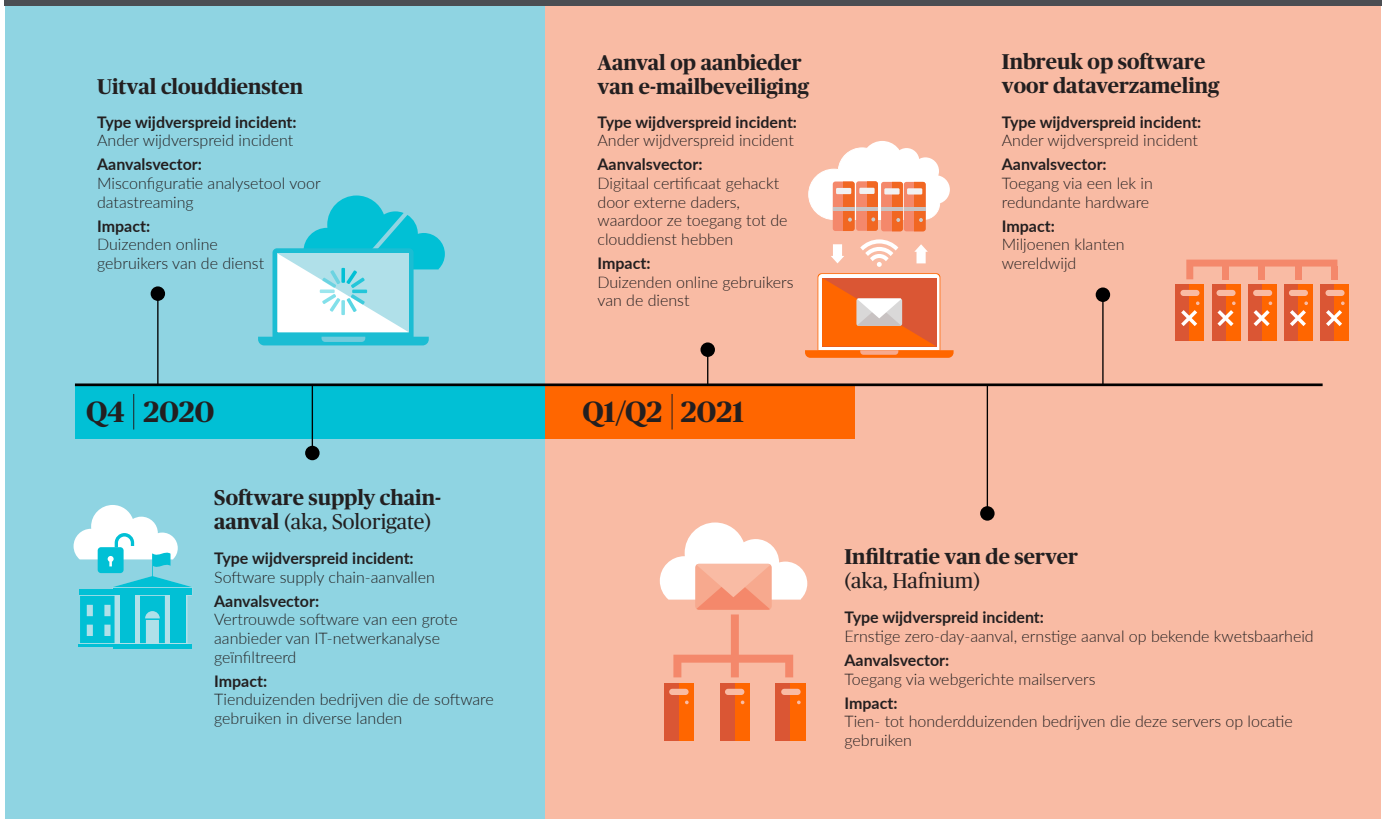 Uitval clouddiensten
Type wijdverspreid incident:
Ander wijdverspreid incident
Aanvalsvector:
Misconfiguratie analysetool voor
datastreaming
Impact:
Duizenden online
gebruikers van de dienst
Aanval op aanbieder
van e-mailbeveiliging
Type wijdverspreid incident:
Ander wijdverspreid incident
Aanvalsvector:
Digitaal certificaat gehackt
door externe daders,
waardoor ze toegang tot de
clouddienst hebben
Impact:
Duizenden online gebruikers
van de dienst
Inbreuk op software
voor dataverzameling
Type wijdverspreid incident:
Ander wijdverspreid incident
Aanvalsvector:
Toegang via een lek in
redundante hardware
Impact:
Miljoenen klanten
wereldwijd
Q4 | 2020
Q1/Q2 | 2021
Software supply chain-
aanval (aka, Solorigate)
Type wijdverspreid incident:
Software supply chain-aanvallen
Aanvalsvector:
Vertrouwde software van een grote
aanbieder van IT-netwerkanalyse
geïnfiltreerd
Impact:
Tienduizenden bedrijven die de software
gebruiken in diverse landen
Infiltratie van de server
(aka, Hafnium)
Type wijdverspreid incident:
Ernstige zero-day-aanval, ernstige aanval op bekende kwetsbaarheid
Aanvalsvector:
Toegang via webgerichte mailservers
Impact:
Tien- tot honderdduizenden bedrijven die deze servers op locatie
gebruiken